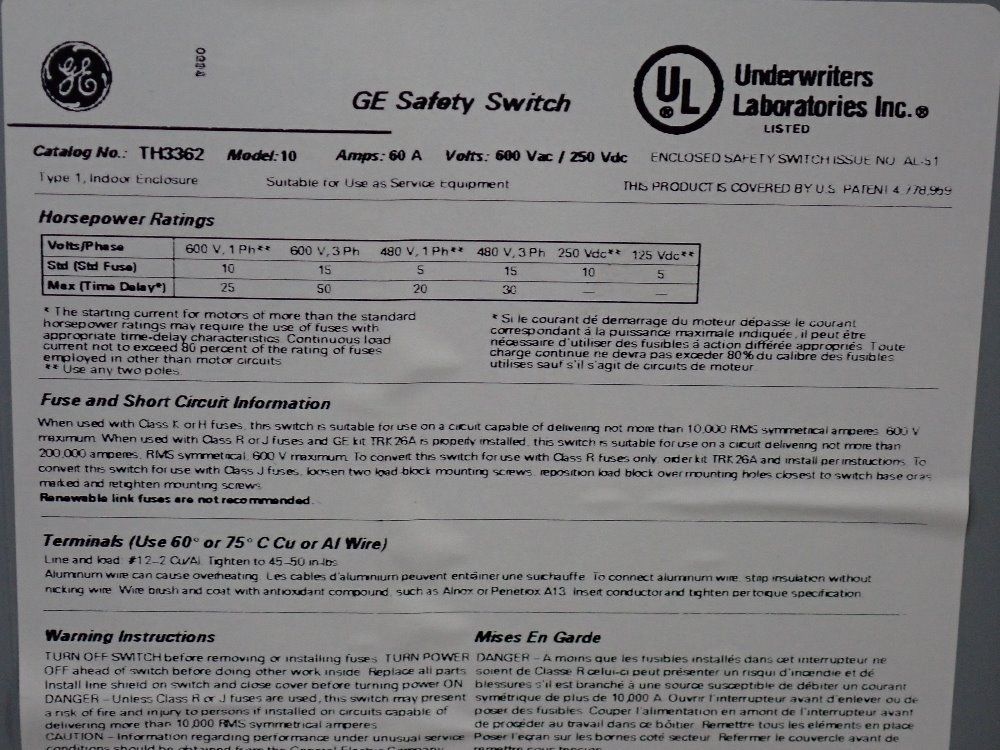 GE
0994
GE Safety Switch
UL
Underwriters
Laboratories Inc.®
LISTED
Catalog No.: TH3362 Model:10 Amps: 60 A Volts: 600 Vac / 250 Vdc ENCLOSED SAFETY SWITCH ISSUE NO AL-51
Type 1, Indoor Enclosure Suitable for Use as Service Equipment THIS PRODUCT IS COVERED BY U.S. PATENT 4,778,959
Horsepower Ratings
Volts/Phase 600 V, 1 Ph** 600 V, 3 Ph 480 V, 1 Ph** 480 V, 3 Ph 250 Vdc** 125 Vdc**
Std (Std Fuse) 10 15 5 15 10 5
Max (Time Delay*) 25 50 20 30 — —
* The starting current for motors of more than the standard
horsepower ratings may require the use of fuses with
appropriate time-delay characteristics. Continuous load
current not to exceed 80 percent of the rating of fuses
employed in other than motor circuits
** Use any two poles.
* Si le courant dé demarrage du moteur dépasse le courant
correspondant á la puissance maximale indiquée, il peut être
nécessaire d'utiliser des fusibles á action différée appropriés. Toute
charge continue ne devra pas exceder 80% du calibre des fusibles
utilises sauf s'il s'agit de circuits de moteur.
Fuse and Short Circuit Information
When used with Class K or H fuses, this switch is suitable for use on a circuit capable of delivering not more than 10,000 RMS symmetrical amperes, 600 V
maximum. When used with Class R or J fuses and GE kit TRK26A is properly installed, this switch is suitable for use on a circuit delivering not more than
200,000 amperes, RMS symmetrical, 600 V maximum. To convert this switch for use with Class R fuses only, order kit TRK26A and install per instructions. To
convert this switch for use with Class J fuses, loosen two load block mounting screws, reposition load block over mounting holes closest to switch base or as
marked and retighten mounting screws.
Renewable link fuses are not recommended.
Terminals (Use 60° or 75° C Cu or Al Wire)
Line and load: #12-2 Cu/Al. Tighten to 45-50 in-lbs.
Aluminum wire can cause overheating. Les cables d'aluminium peuvent entâiner une surchauffe. To connect aluminum wire, strip insulation without
nicking wire. Wire brush and coat with antioxidant compound, such as Alnox or Penetrox A13. Insert conductor and tighten per torque specification.
Warning Instructions
TURN OFF SWITCH before removing or installing fuses. TURN POWER
OFF ahead of switch before doing other work inside. Replace all parts.
Install line shield on switch and close cover before turning power ON.
DANGER – Unless Class R or J fuses are used, this switch may present
a risk of fire and injury to persons if installed on circuits capable of
delivering more than 10,000 RMS symmetrical amperes.
CAUTION – Information regarding performance under unusual service
conditions should be obtained from the General Electric Company
Mises En Garde
DANGER – A moins que les fusibles installés dans cet interrupteur ne
soient de Classe R celui-ci peut présenter un risqui d'incendie et dé
blessures s'il est branché à une source susceptible de débiter un courant
symétrique de plus de 10,000 A. Ouvrir l'interrupteur avant d'enlever ou de
poser des fusibles. Couper l'alimentation en amont de l'interrupteur avant
de procéder au travail dans ce bôitier. Remettre tous les eléments en place.
Poser l'eçran sur les bornes coté secteur. Refermer le couvercle avant de
remettre sous tension.